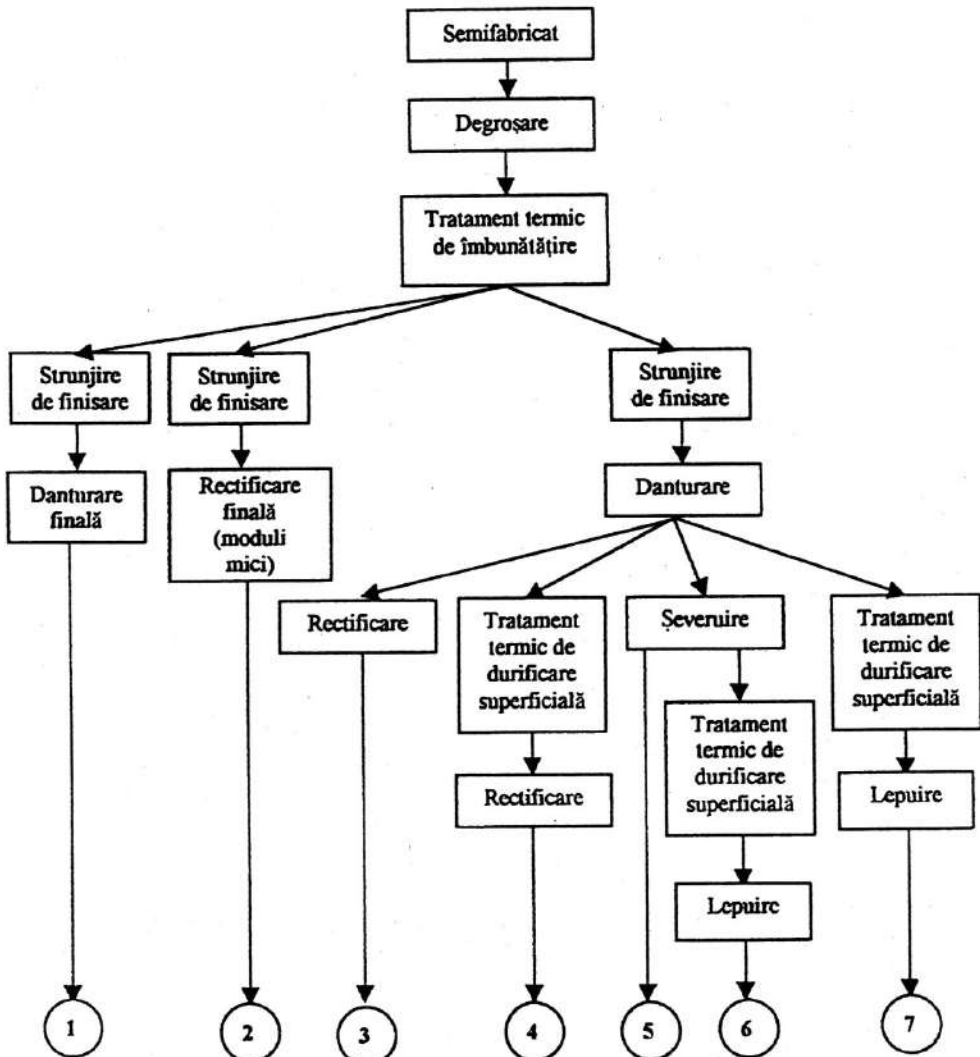 Semifabricat
Degroșare
Tratament termic
de îmbunătățire
Strunjire
de finisare
Strunjire
de finisare
Strunjire
de finisare
Danturare
finală
Rectificare
finală
(moduli
mici)
Danturare
Rectificare
Tratament
termic de
durificare
superficială
Șeveruire
Tratament
termic de
durificare
superficială
Rectificare
Tratament
termic de
durificare
superficială
Lepuire
Lepuire
1
2
3
4
5
6
7